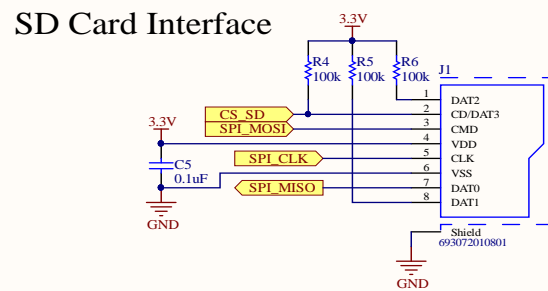 SD Card Interface
3.3V
R4
100k
R5
100k
R6
100k
J1
CS_SD
SPI_MOSI
3.3V
C5
0.1uF
GND
SPI_CLK
SPI_MISO
1 DAT2
2 CD/DAT3
3 CMD
4 VDD
5 CLK
6 VSS
7 DAT0
8 DAT1
Shield
693072010801
GND